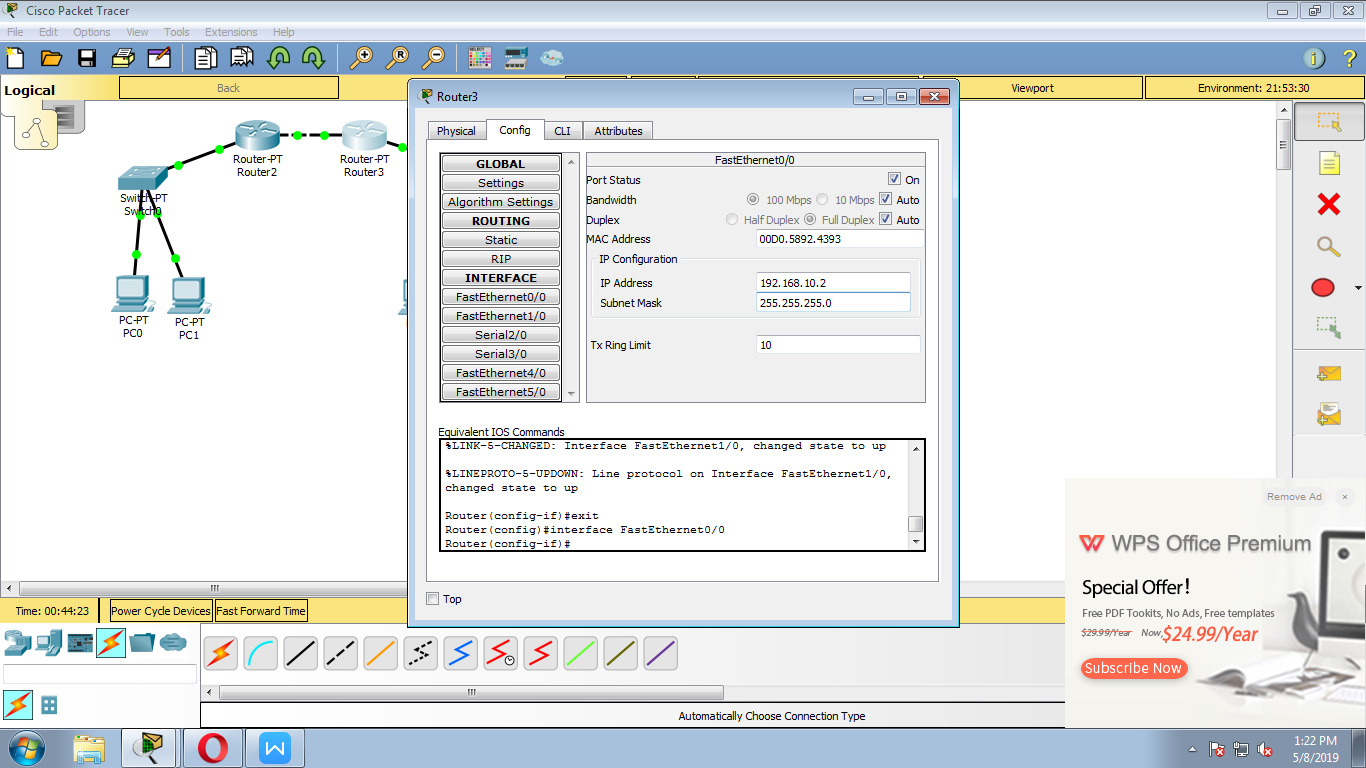 Cisco Packet Tracer
File Edit Options View Tools Extensions Help
Logical
Back
Viewport
Environment: 21:53:30
Router-PT
Router2
Router-PT
Router3
Switch-PT
Switch0
PC-PT
PC0
PC-PT
PC1
Router3
Physical Config CLI Attributes
GLOBAL
Settings
Algorithm Settings
ROUTING
Static
RIP
INTERFACE
FastEthernet0/0
FastEthernet1/0
Serial2/0
Serial3/0
FastEthernet4/0
FastEthernet5/0
FastEthernet0/0
Port Status On
Bandwidth 100 Mbps 10 Mbps Auto
Duplex Half Duplex Full Duplex Auto
MAC Address 00D0.5892.4393
IP Configuration
IP Address 192.168.10.2
Subnet Mask 255.255.255.0
Tx Ring Limit 10
Equivalent IOS Commands
%LINK-5-CHANGED: Interface FastEthernet1/0, changed state to up
%LINEPROTO-5-UPDOWN: Line protocol on Interface FastEthernet1/0,
changed state to up
Router(config-if)#exit
Router(config)#interface FastEthernet0/0
Router(config-if)#
Top
Time: 00:44:23 Power Cycle Devices Fast Forward Time
Automatically Choose Connection Type
Remove Ad ×
WPS Office Premium
Special Offer!
Free PDF Tookits, No Ads, Free templates
$29.99/Year Now $24.99/Year
Subscribe Now
1:22 PM
5/8/2019